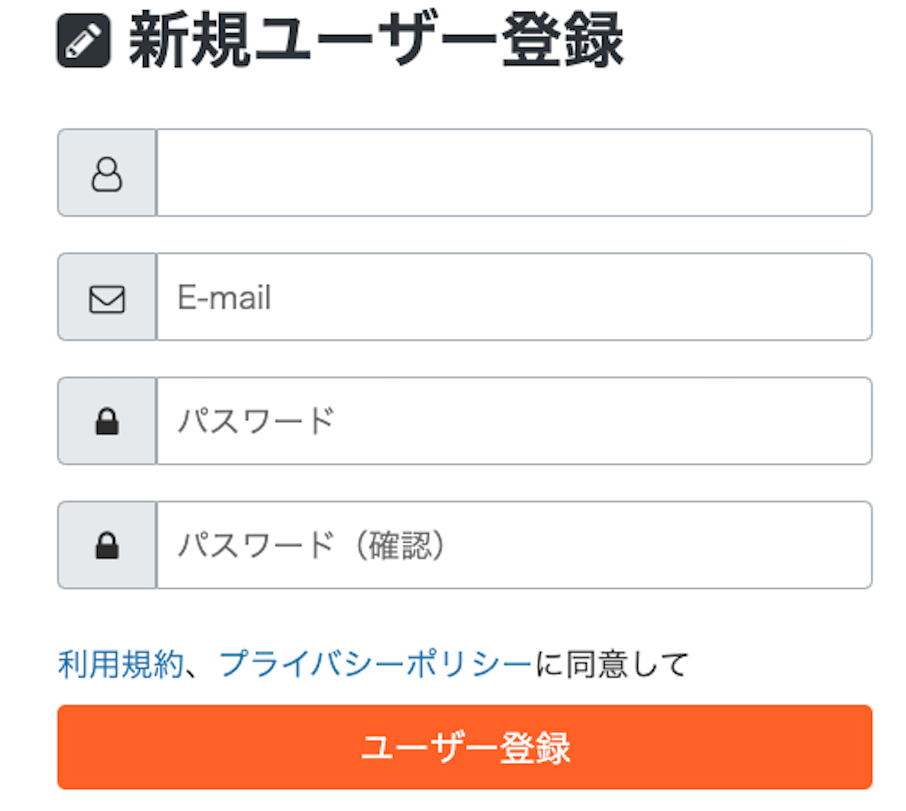 新規ユーザー登録
E-mail
パスワード
パスワード（確認）
利用規約、プライバシーポリシーに同意して
ユーザー登録